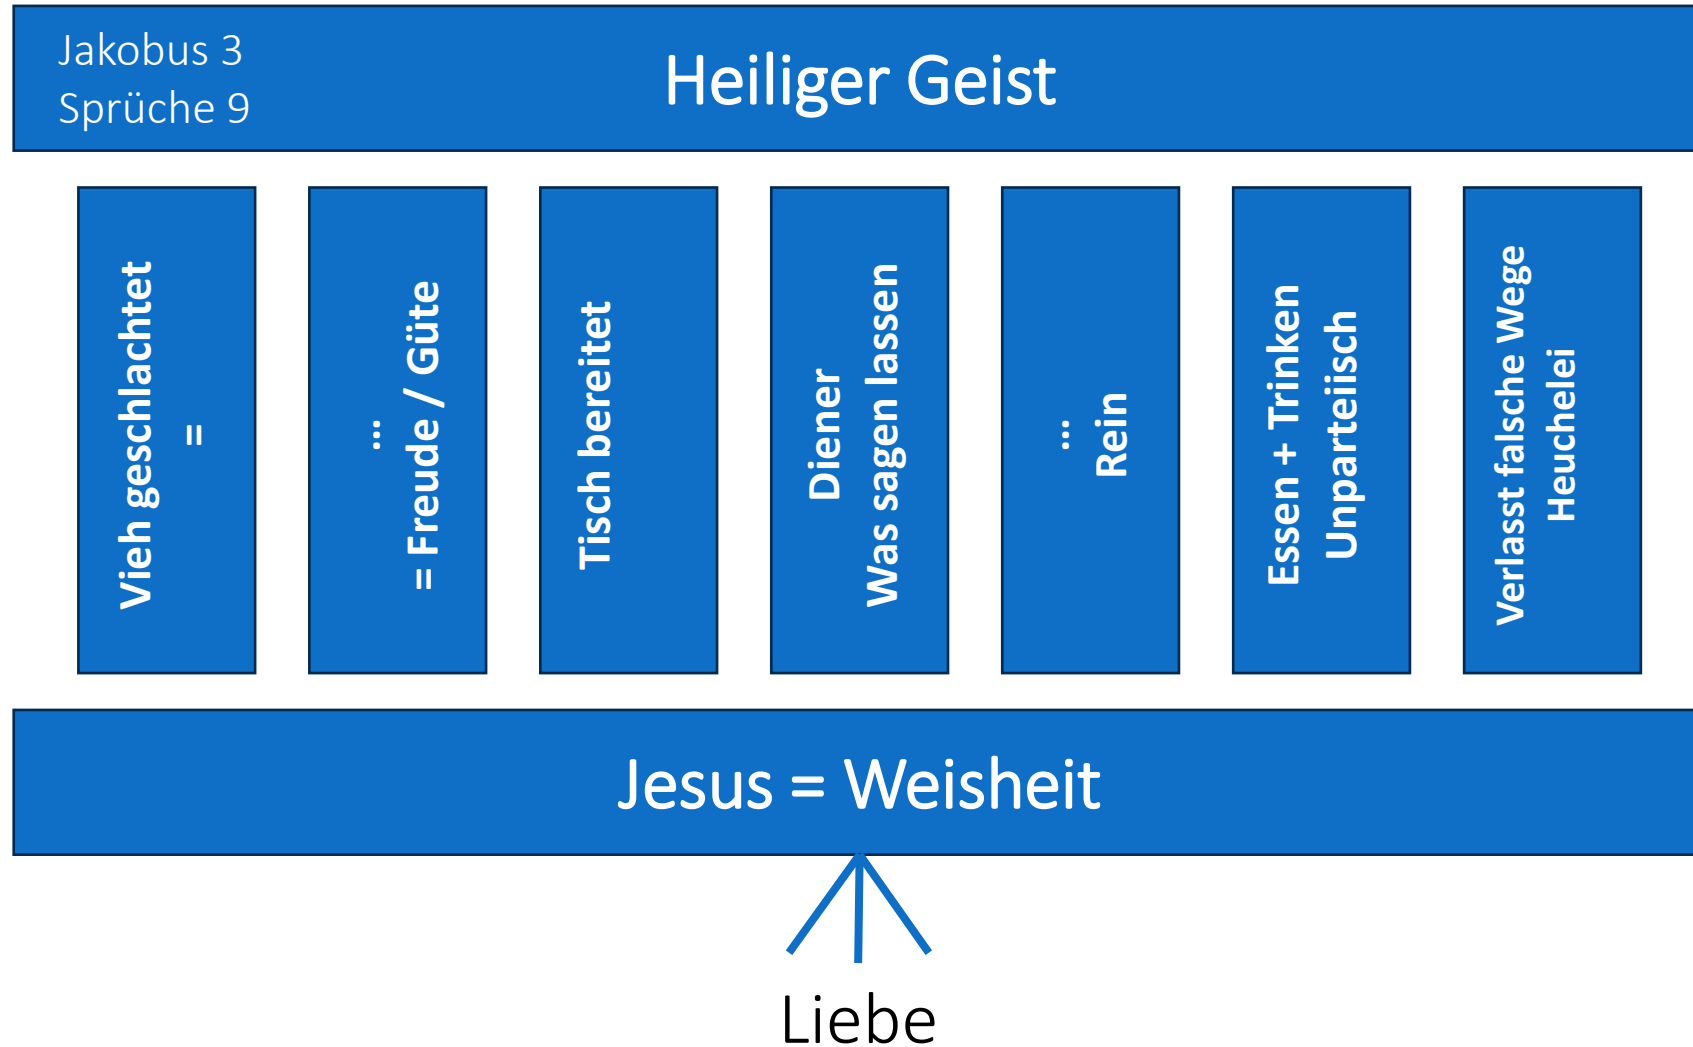 Jakobus 3
Sprüche 9
Heiliger Geist
Vieh geschlachtet
=
...
= Freude / Güte
Tisch bereitet
Diener
Was sagen lassen
...
Rein
Essen + Trinken
Unparteiisch
Verlasst falsche Wege
Heuchelei
Jesus = Weisheit
Liebe